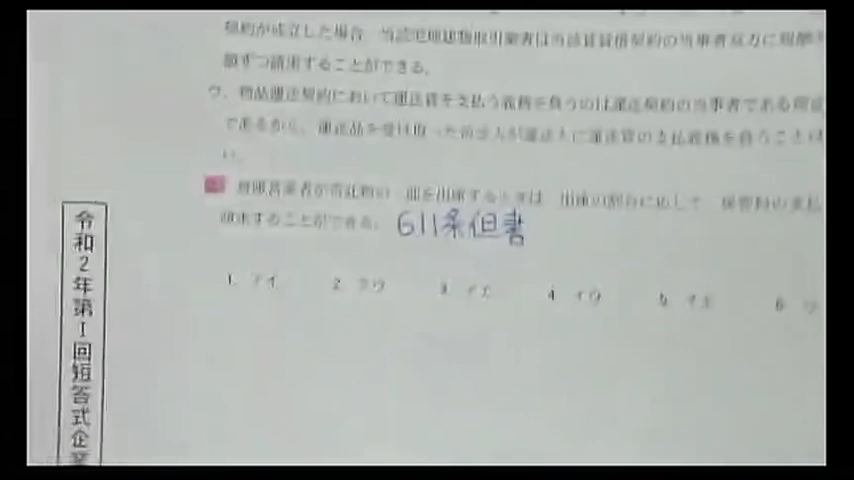 契約が成立した場合、当該宅地建物取引業者は当該賃貸借契約の当事者双方に報酬
額ずつ請求することができる。
ウ．物品運送契約において運送賃を支払う義務を負うのは運送契約の当事者である荷送
であるから、運送品を受け取った荷受人が運送人に運送賃の支払義務を負うことは
い。
倉庫営業者が寄託物の一部を出庫するときは、出庫の割合に応じて、保管料の支払
請求することができる。 611条但書
1. アイ 2. アウ 3. アエ 4. イウ 5. イエ 6. ウ
令和2年第Ⅰ回短答式企業